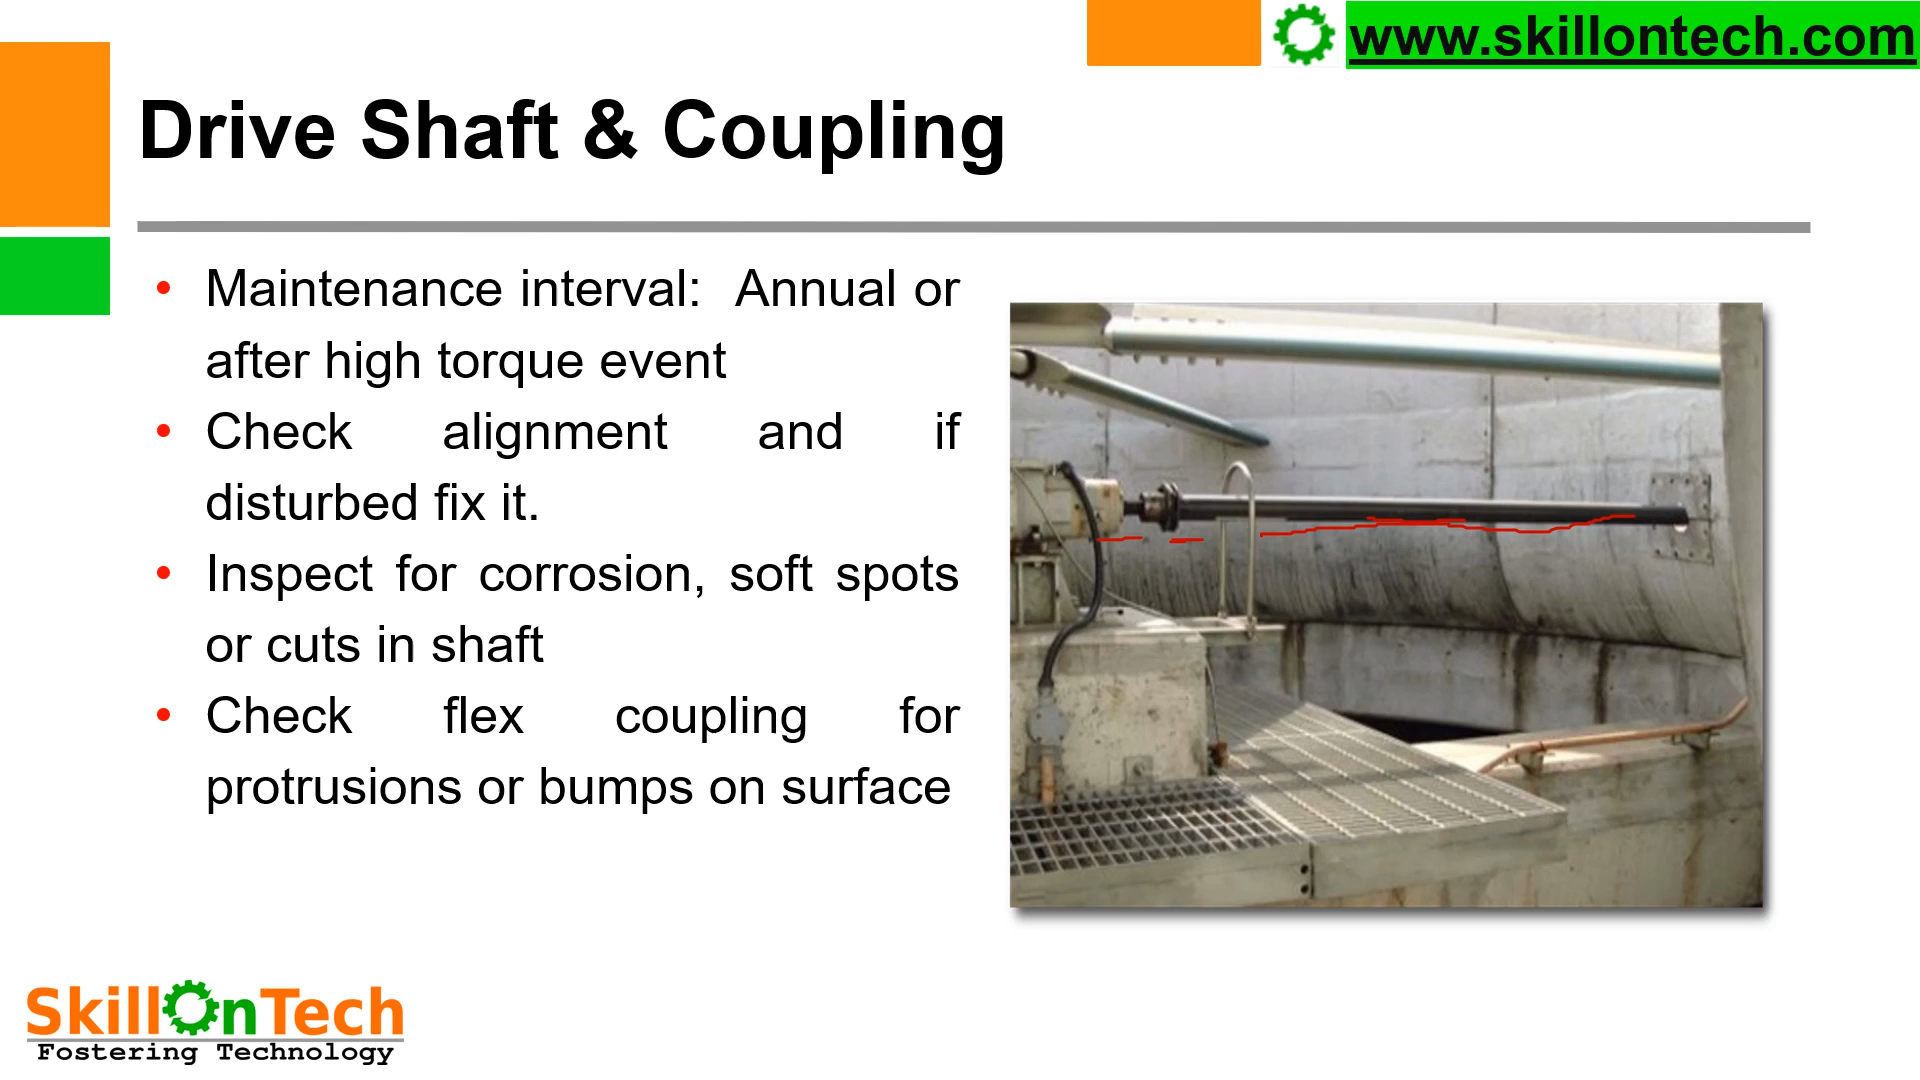 www.skillontech.com
Drive Shaft & Coupling
• Maintenance interval: Annual or
after high torque event
• Check alignment and if
disturbed fix it.
• Inspect for corrosion, soft spots
or cuts in shaft
• Check flex coupling for
protrusions or bumps on surface
SkillOnTech
Fostering Technology